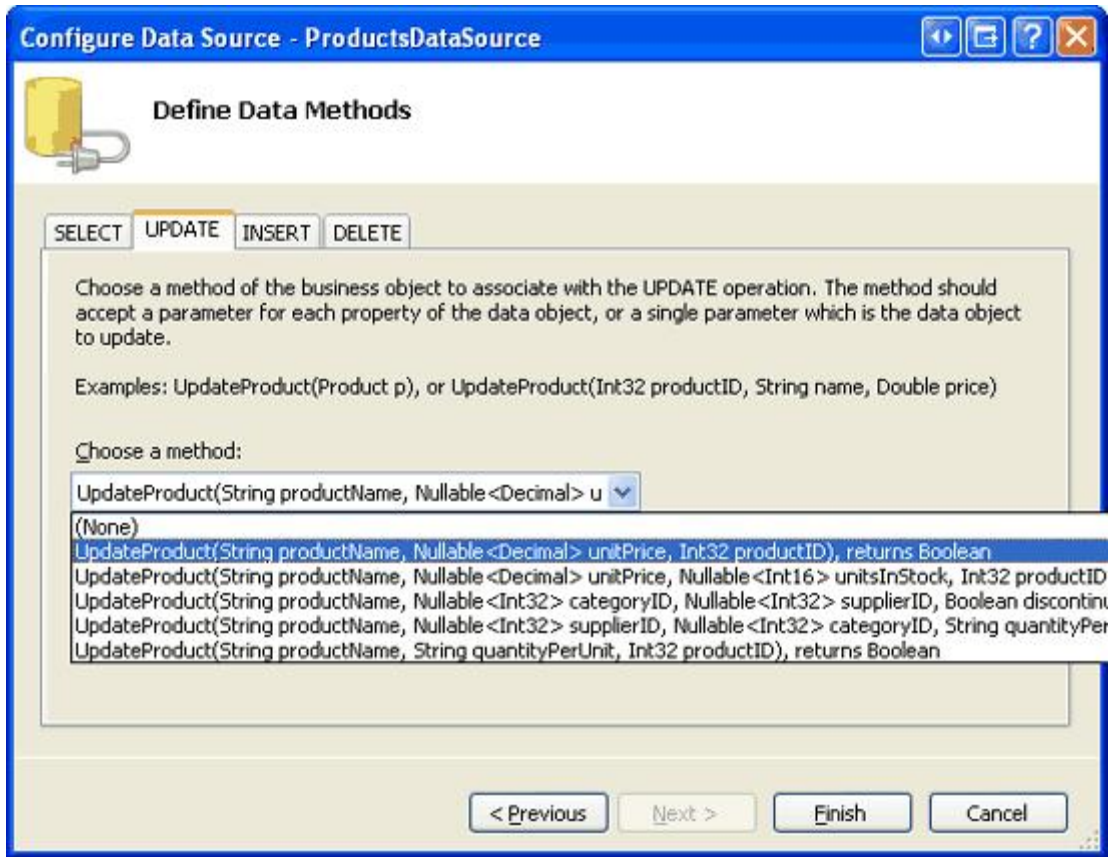 Configure Data Source - ProductsDataSource
Define Data Methods
SELECT UPDATE INSERT DELETE
Choose a method of the business object to associate with the UPDATE operation. The method should
accept a parameter for each property of the data object, or a single parameter which is the data object
to update.
Examples: UpdateProduct(Product p), or UpdateProduct(Int32 productID, String name, Double price)
Choose a method:
UpdateProduct(String productName, Nullable<Decimal> u
(None)
UpdateProduct(String productName, Nullable<Decimal> unitPrice, Int32 productID), returns Boolean
UpdateProduct(String productName, Nullable<Decimal> unitPrice, Nullable<Int16> unitsInStock, Int32 productID
UpdateProduct(String productName, Nullable<Int32> categoryID, Nullable<Int32> supplierID, Boolean discontinu
UpdateProduct(String productName, Nullable<Int32> supplierID, Nullable<Int32> categoryID, String quantityPer
UpdateProduct(String productName, String quantityPerUnit, Int32 productID), returns Boolean
< Previous Next > Finish Cancel